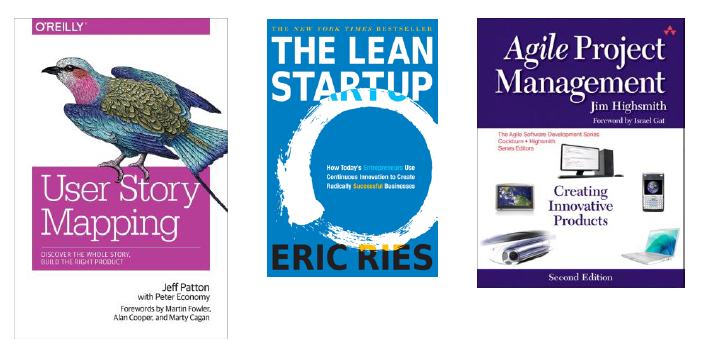 O'REILLY
User Story
Mapping
DISCOVER THE WHOLE STORY,
BUILD THE RIGHT PRODUCT
Jeff Patton
with Peter Economy
Forewords by Martin Fowler,
Alan Cooper, and Marty Cagan
THE NEW YORK TIMES BESTSELLER
THE LEAN
STARTUP
How Today's Entrepreneurs Use
Continuous Innovation to Create
Radically Successful Businesses
ERIC RIES
Agile Project
Management
Jim Highsmith
Foreword by Israel Gat
The Agile Software Development Series
Cockburn • Highsmith
Series Editors
Creating
Innovative
Products
Second Edition